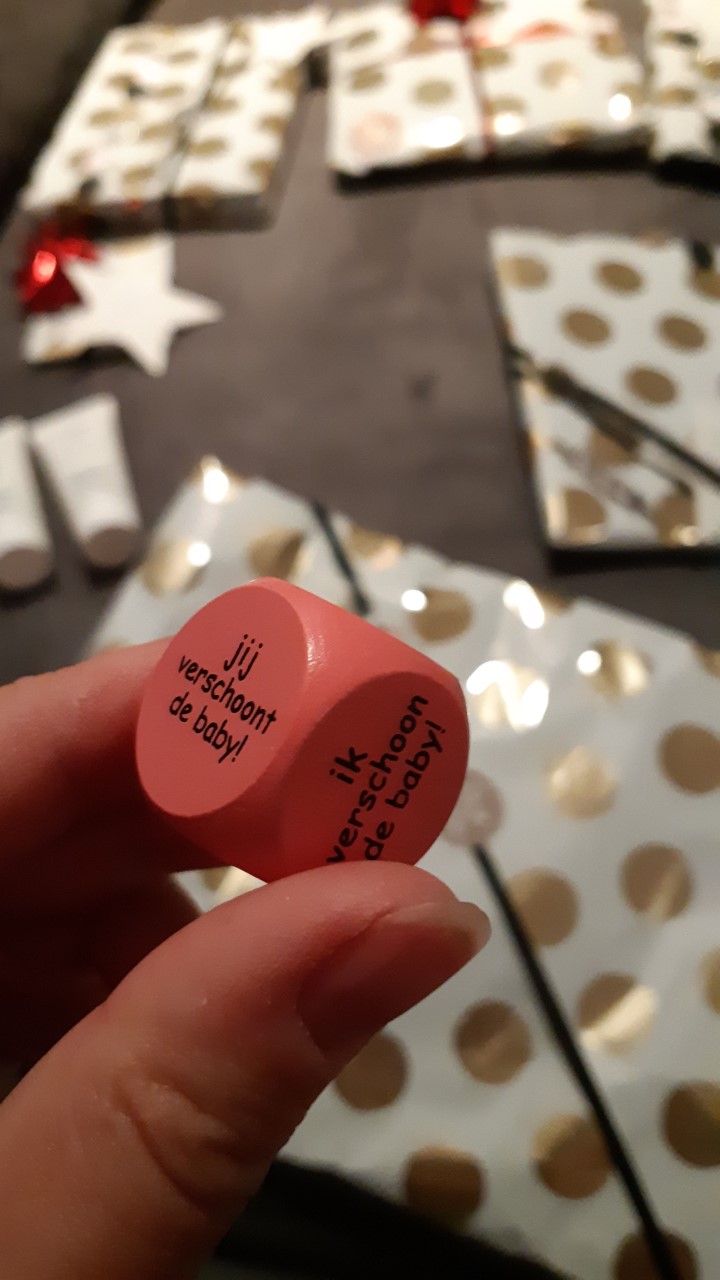 jij
verschoont
de baby!
ik
verschoon
de baby!